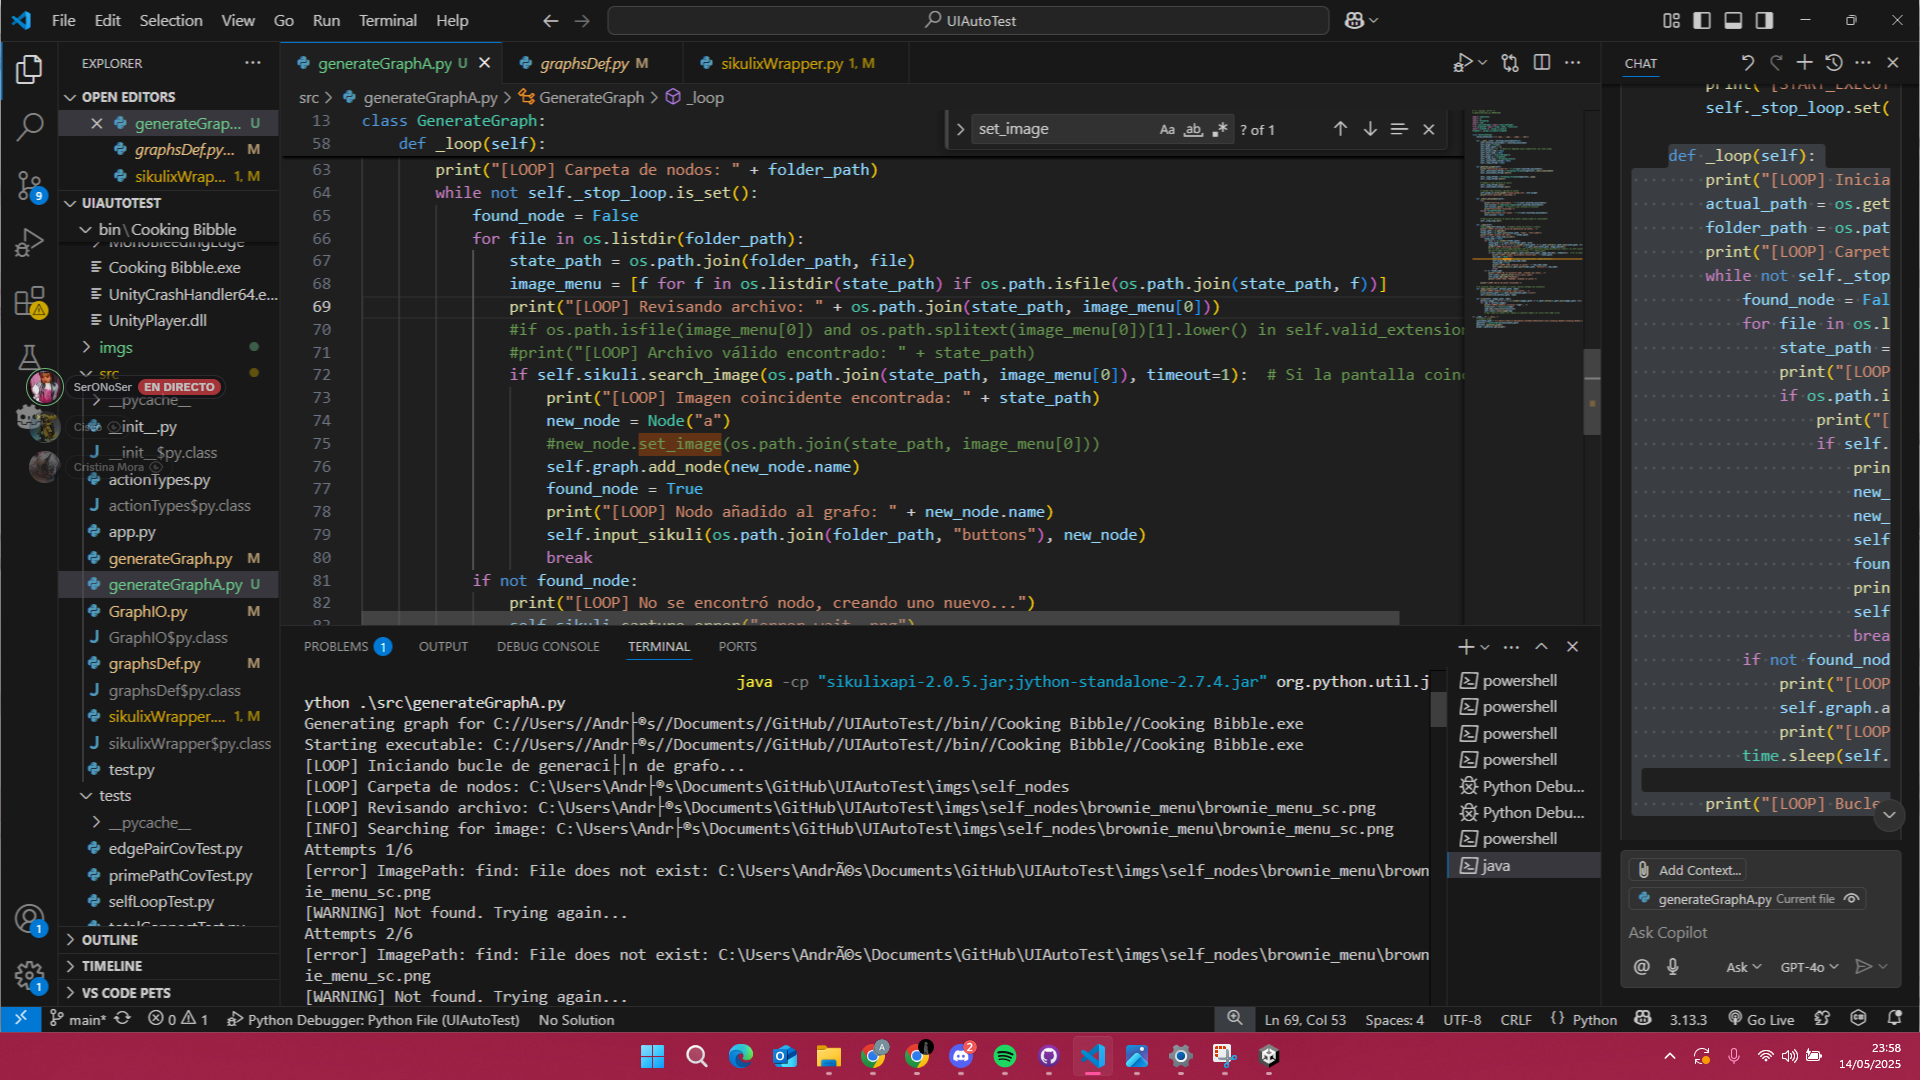 File Edit Selection View Go Run Terminal Help
UIAutoTest
EXPLORER
OPEN EDITORS
generateGrap... U
graphsDef.py... M
sikulixWrap... 1, M
UIAUTOTEST
bin\Cooking Bibble
MonoBleedingEdge
Cooking Bibble.exe
UnityCrashHandler64.e...
UnityPlayer.dll
imgs
src
SerONoSer EN DIRECTO
__pycache__
__init__.py
__init__$py.class
Cristina Mora
actionTypes.py
actionTypes$py.class
app.py
generateGraph.py M
generateGraphA.py U
GraphIO.py M
GraphIO$py.class
graphsDef.py M
graphsDef$py.class
sikulixWrapper.... 1, M
sikulixWrapper$py.class
test.py
tests
__pycache__
edgePairCovTest.py
primePathCovTest.py
selfLoopTest.py
OUTLINE
TIMELINE
VS CODE PETS
9
1
1
generateGraphA.py U
graphsDef.py M
sikulixWrapper.py 1, M
src > generateGraphA.py > GenerateGraph > _loop
set_image Aa ab ? of 1
13 class GenerateGraph:
58 def _loop(self):
63 print("[LOOP] Carpeta de nodos: " + folder_path)
64 while not self._stop_loop.is_set():
65 found_node = False
66 for file in os.listdir(folder_path):
67 state_path = os.path.join(folder_path, file)
68 image_menu = [f for f in os.listdir(state_path) if os.path.isfile(os.path.join(state_path, f))]
69 print("[LOOP] Revisando archivo: " + os.path.join(state_path, image_menu[0]))
70 #if os.path.isfile(image_menu[0]) and os.path.splitext(image_menu[0])[1].lower() in self.valid_extension
71 #print("[LOOP] Archivo válido encontrado: " + state_path)
72 if self.sikuli.search_image(os.path.join(state_path, image_menu[0]), timeout=1): # Si la pantalla coinc
73 print("[LOOP] Imagen coincidente encontrada: " + state_path)
74 new_node = Node("a")
75 #new_node.set_image(os.path.join(state_path, image_menu[0]))
76 self.graph.add_node(new_node.name)
77 found_node = True
78 print("[LOOP] Nodo añadido al grafo: " + new_node.name)
79 self.input_sikuli(os.path.join(folder_path, "buttons"), new_node)
80 break
81 if not found_node:
82 print("[LOOP] No se encontró nodo, creando uno nuevo...")
PROBLEMS 1 OUTPUT DEBUG CONSOLE TERMINAL PORTS
java -cp "sikulixapi-2.0.5.jar;jython-standalone-2.7.4.jar" org.python.util.j
ython .\src\generateGraphA.py
Generating graph for C://Users//Andr├®s//Documents//GitHub//UIAutoTest//bin//Cooking Bibble//Cooking Bibble.exe
Starting executable: C://Users//Andr├®s//Documents//GitHub//UIAutoTest//bin//Cooking Bibble//Cooking Bibble.exe
[LOOP] Iniciando bucle de generaci├│n de grafo...
[LOOP] Carpeta de nodos: C:\Users\Andr├®s\Documents\GitHub\UIAutoTest\imgs\self_nodes
[LOOP] Revisando archivo: C:\Users\Andr├®s\Documents\GitHub\UIAutoTest\imgs\self_nodes\brownie_menu\brownie_menu_sc.png
[INFO] Searching for image: C:\Users\Andr├®s\Documents\GitHub\UIAutoTest\imgs\self_nodes\brownie_menu\brownie_menu_sc.png
Attempts 1/6
[error] ImagePath: find: File does not exist: C:\Users\AndrÃ©s\Documents\GitHub\UIAutoTest\imgs\self_nodes\brownie_menu\brown
ie_menu_sc.png
[WARNING] Not found. Trying again...
Attempts 2/6
[error] ImagePath: find: File does not exist: C:\Users\AndrÃ©s\Documents\GitHub\UIAutoTest\imgs\self_nodes\brownie_menu\brown
ie_menu_sc.png
[WARNING] Not found. Trying again...
powershell
powershell
powershell
powershell
Python Debu...
Python Debu...
powershell
java
CHAT
print("[START_EXECUT
self._stop_loop.set(
def _loop(self):
print("[LOOP] Inicia
actual_path = os.get
folder_path = os.pat
print("[LOOP] Carpet
while not self._stop
found_node = Fal
for file in os.l
state_path =
print("[LOOP
if os.path.i
print("[
if self.
prin
new_
new_
self
foun
prin
self
brea
if not found_nod
print("[LOOP
self.graph.a
print("[LOOP
time.sleep(self.
print("[LOOP] Bucle
Add Context...
generateGraphA.py Current file
Ask Copilot
Ask GPT-4o
main* 0 1 Python Debugger: Python File (UIAutoTest) No Solution Ln 69, Col 53 Spaces: 4 UTF-8 CRLF Python 3.13.3 Go Live
A
2
23:58
14/05/2025